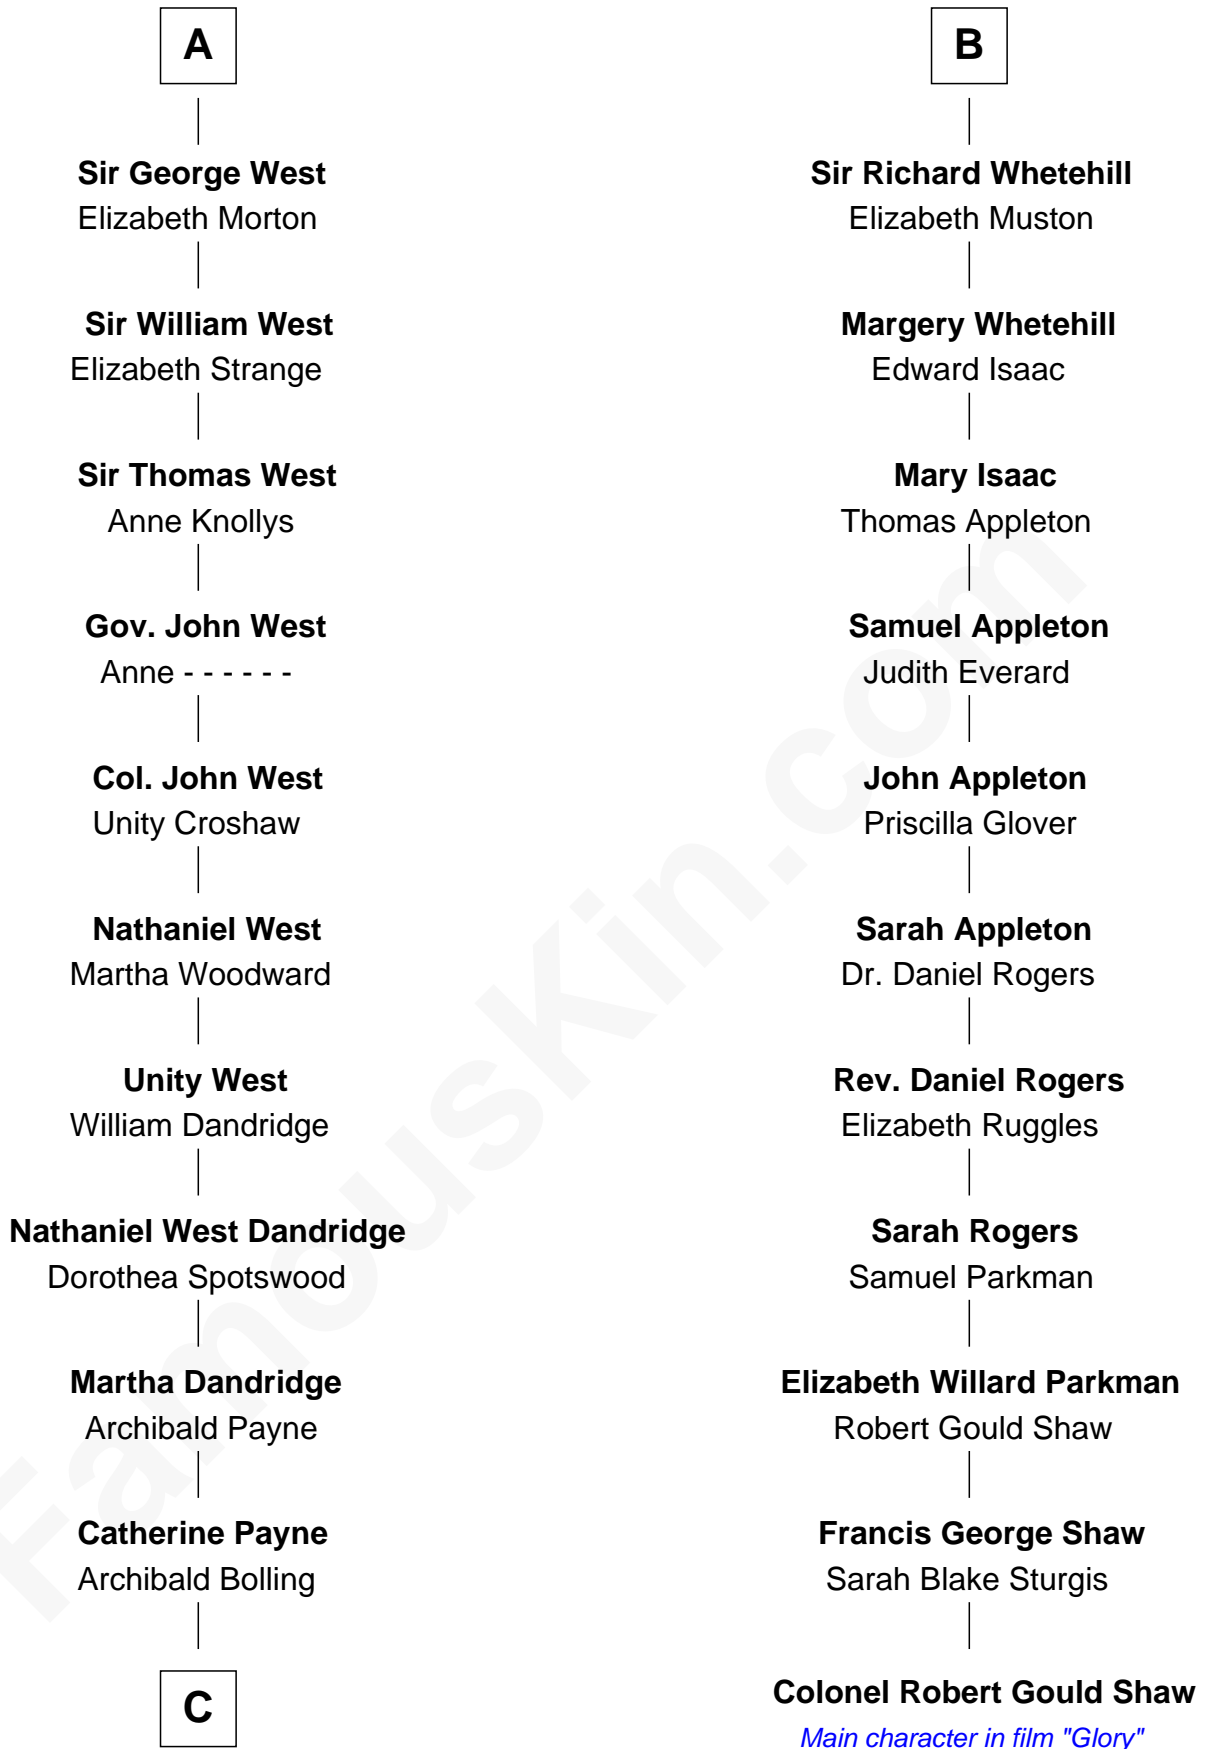 A
Sir George West
Elizabeth Morton
Sir William West
Elizabeth Strange
Sir Thomas West
Anne Knollys
Gov. John West
Anne - - - - - -
Col. John West
Unity Croshaw
Nathaniel West
Martha Woodward
Unity West
William Dandridge
Nathaniel West Dandridge
Dorothea Spotswood
Martha Dandridge
Archibald Payne
Catherine Payne
Archibald Bolling
C
B
Sir Richard Whetehill
Elizabeth Muston
Margery Whetehill
Edward Isaac
Mary Isaac
Thomas Appleton
Samuel Appleton
Judith Everard
John Appleton
Priscilla Glover
Sarah Appleton
Dr. Daniel Rogers
Rev. Daniel Rogers
Elizabeth Ruggles
Sarah Rogers
Samuel Parkman
Elizabeth Willard Parkman
Robert Gould Shaw
Francis George Shaw
Sarah Blake Sturgis
Colonel Robert Gould Shaw
Main character in film "Glory"
FamousKin.com